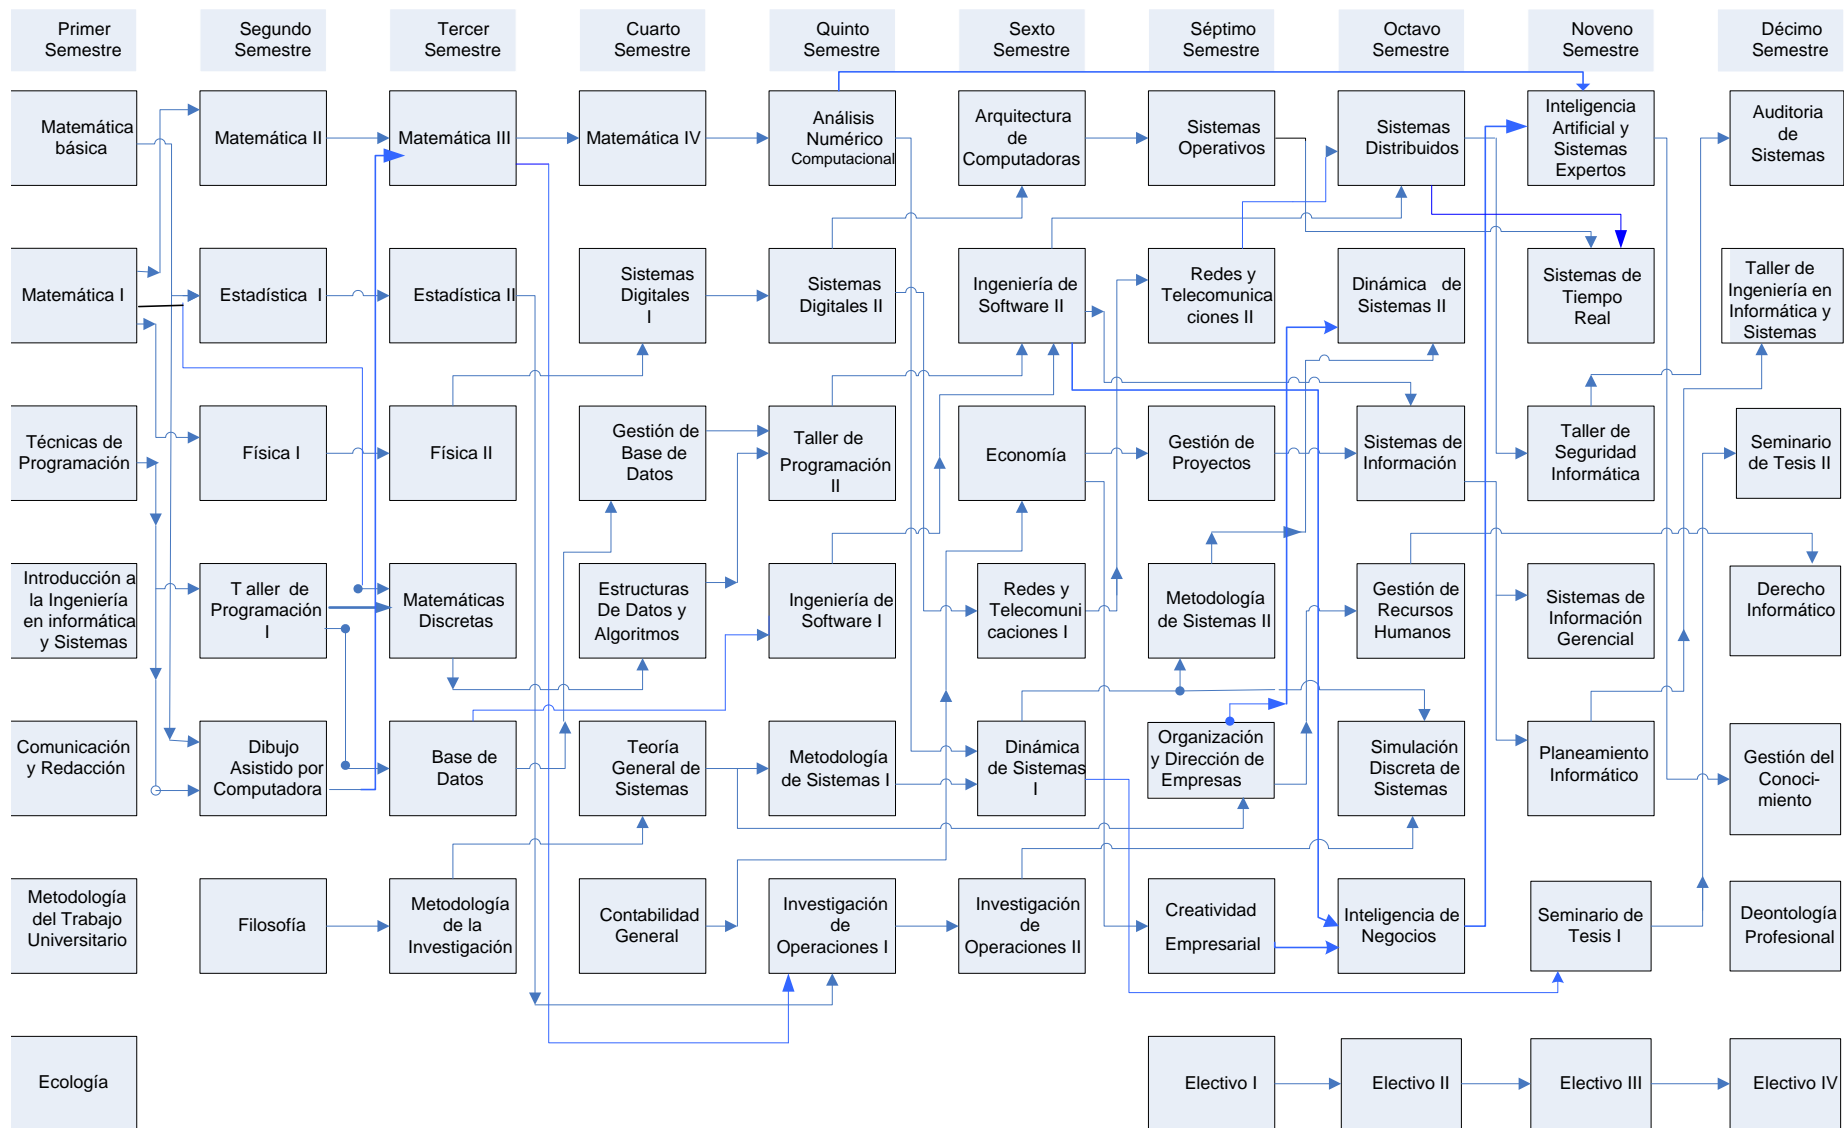 Primer
Semestre
Segundo
Semestre
Tercer
Semestre
Cuarto
Semestre
Quinto
Semestre
Sexto
Semestre
Séptimo
Semestre
Octavo
Semestre
Noveno
Semestre
Décimo
Semestre
Matemática
básica
Matemática II
Matemática III
Matemática IV
Análisis
Numérico
Computacional
Arquitectura
de
Computadoras
Sistemas
Operativos
Sistemas
Distribuidos
Inteligencia
Artificial y
Sistemas
Expertos
Auditoria
de
Sistemas
Matemática I
Estadística I
Estadística II
Sistemas
Digitales
I
Sistemas
Digitales II
Ingeniería de
Software II
Redes y
Telecomunica
ciones II
Dinámica de
Sistemas II
Sistemas de
Tiempo
Real
Taller de
Ingeniería en
Informática y
Sistemas
Técnicas de
Programación
Física I
Física II
Gestión de
Base de
Datos
Taller de
Programación
II
Economía
Gestión de
Proyectos
Sistemas de
Información
Taller de
Seguridad
Informática
Seminario
de Tesis II
Introducción a
la Ingeniería
en informática
y Sistemas
T aller de
Programación
I
Matemáticas
Discretas
Estructuras
De Datos y
Algoritmos
Ingeniería de
Software I
Redes y
Telecomuni
caciones I
Metodología
de Sistemas II
Gestión de
Recursos
Humanos
Sistemas de
Información
Gerencial
Derecho
Informático
Comunicación
y Redacción
Dibujo
Asistido por
Computadora
Base de
Datos
Teoría
General de
Sistemas
Metodología
de Sistemas I
Dinámica
de Sistemas
I
Organización
y Dirección de
Empresas
Simulación
Discreta de
Sistemas
Planeamiento
Informático
Gestión del
Conoci-
miento
Metodología
del Trabajo
Universitario
Filosofía
Metodología
de la
Investigación
Contabilidad
General
Investigación
de
Operaciones I
Investigación
de
Operaciones II
Creatividad
Empresarial
Inteligencia de
Negocios
Seminario de
Tesis I
Deontología
Profesional
Ecología
Electivo I
Electivo II
Electivo III
Electivo IV